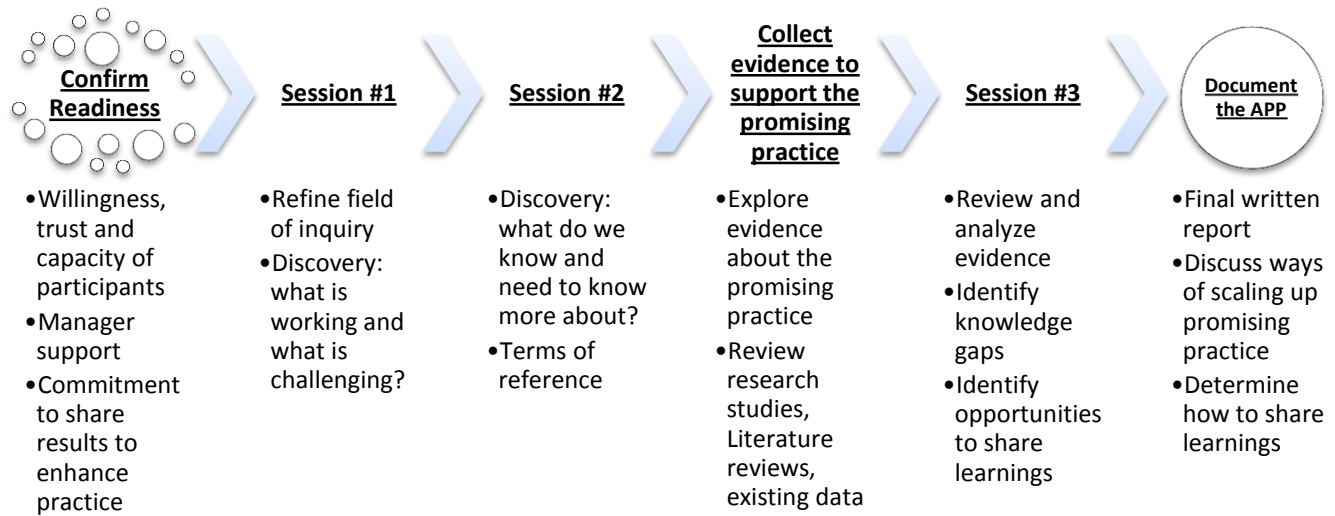 Confirm
Readiness
•Willingness,
trust and
capacity of
participants
•Manager
support
•Commitment
to share
results to
enhance
practice
Session #1
•Refine field
of inquiry
•Discovery:
what is
working and
what is
challenging?
Session #2
•Discovery:
what do we
know and
need to know
more about?
•Terms of
reference
Collect
evidence to
support the
promising
practice
•Explore
evidence
about the
promising
practice
•Review
research
studies,
Literature
reviews,
existing data
Session #3
•Review and
analyze
evidence
•Identify
knowledge
gaps
•Identify
opportunities
to share
learnings
Document
the APP
•Final written
report
•Discuss ways
of scaling up
promising
practice
•Determine
how to share
learnings